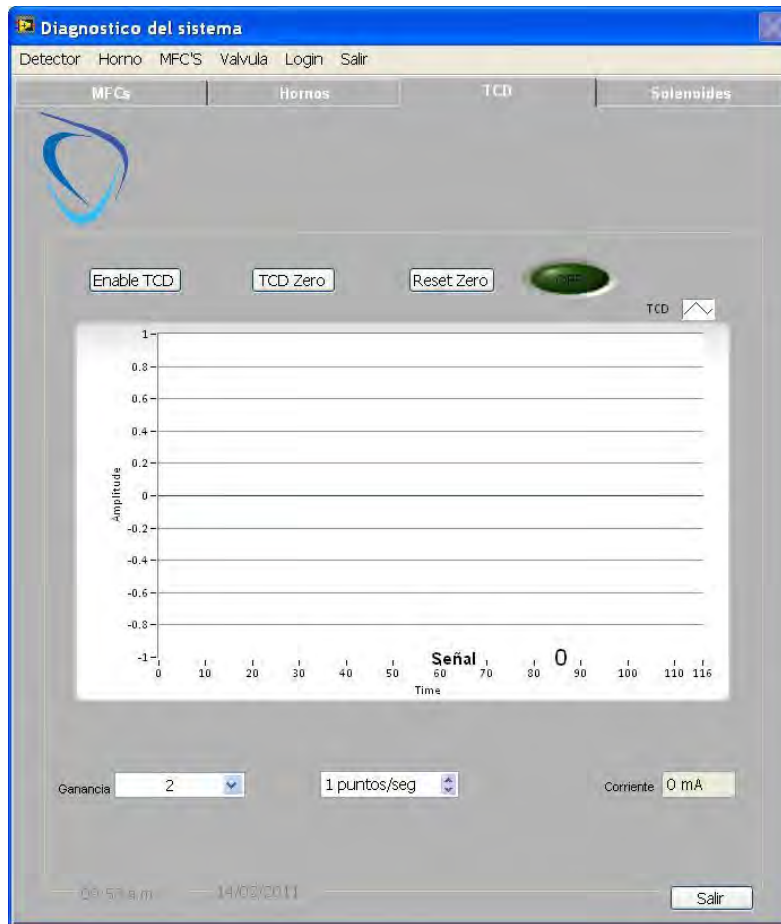 Diagnostico del sistema
Detector Horno MFC'S Valvula Login Salir
MFCs Hornos TCD Solenoides
Enable TCD TCD Zero Reset Zero
TCD
1
0.8
0.6
0.4
0.2
0
-0.2
-0.4
-0.6
-0.8
-1
Amplitude
Señal 0
0 10 20 30 40 50 60 70 80 90 100 110 116
Time
Ganancia 2 1 puntos/seg Corriente 0 mA
a.m. 14/02/2011
Salir